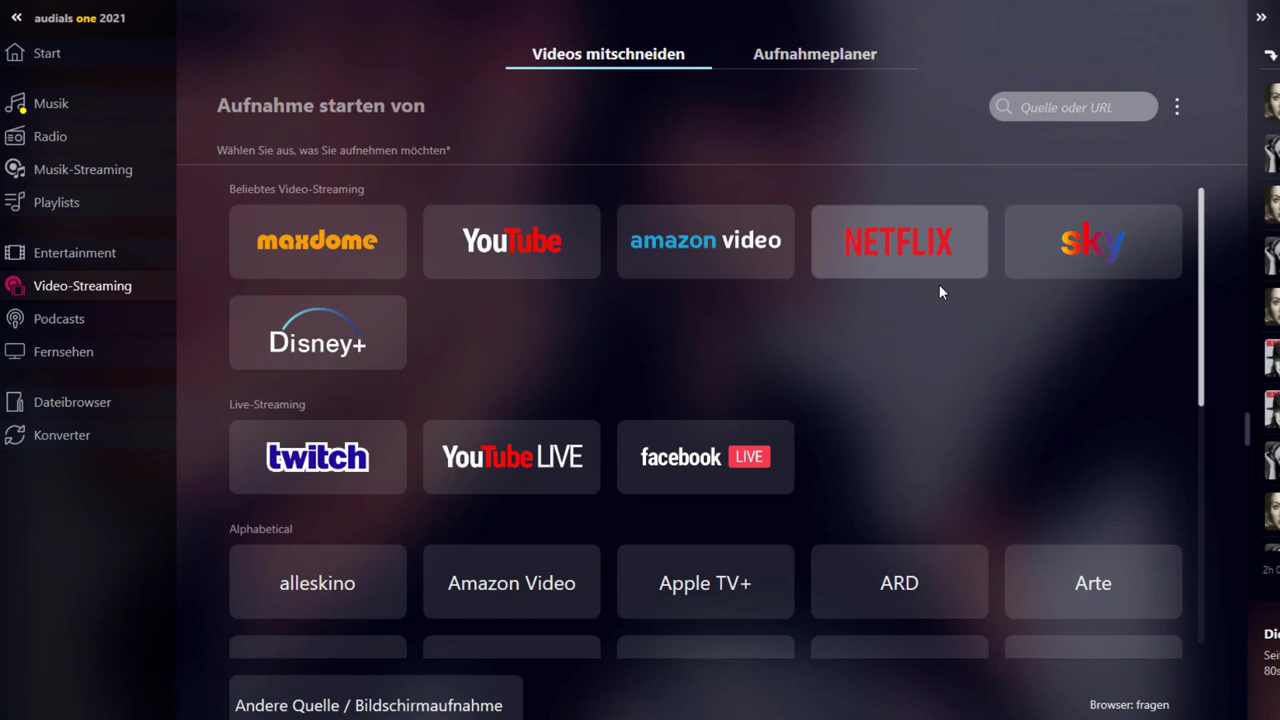 audials one 2021
Start
Musik
Radio
Musik-Streaming
Playlists
Entertainment
Video-Streaming
Podcasts
Fernsehen
Dateibrowser
Konverter
Videos mitschneiden
Aufnahmeplaner
Aufnahme starten von
Quelle oder URL
Wählen Sie aus, was Sie aufnehmen möchten*
Beliebtes Video-Streaming
maxdome
YouTube
amazon video
NETFLIX
sky
Disney+
Live-Streaming
twitch
YouTube LIVE
facebook LIVE
Alphabetical
alleskino
Amazon Video
Apple TV+
ARD
Arte
Andere Quelle / Bildschirmaufnahme
Browser: fragen
80s